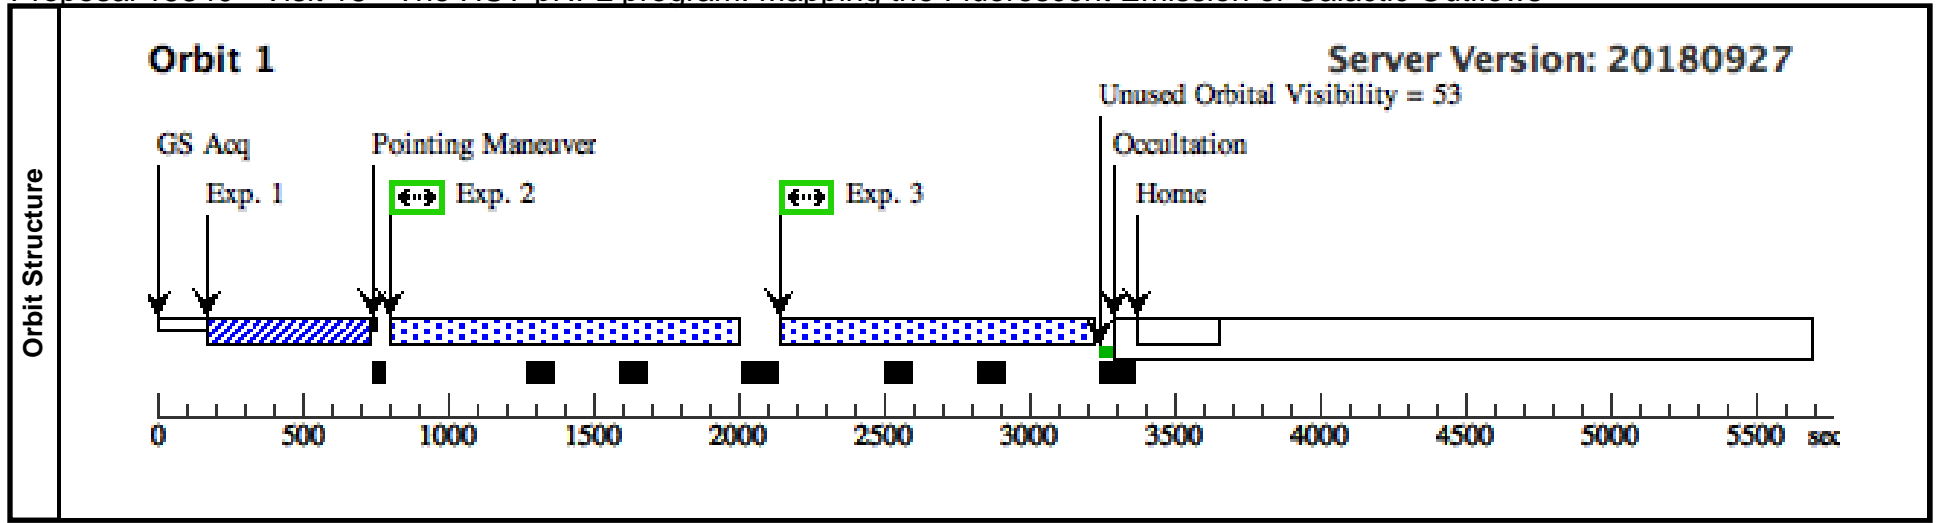 Orbit 1
Server Version: 20180927
Unused Orbital Visibility = 53
GS Acq
Pointing Maneuver
Occultation
Exp. 1
Exp. 2
Exp. 3
Home
Orbit Structure
0 500 1000 1500 2000 2500 3000 3500 4000 4500 5000 5500 sec